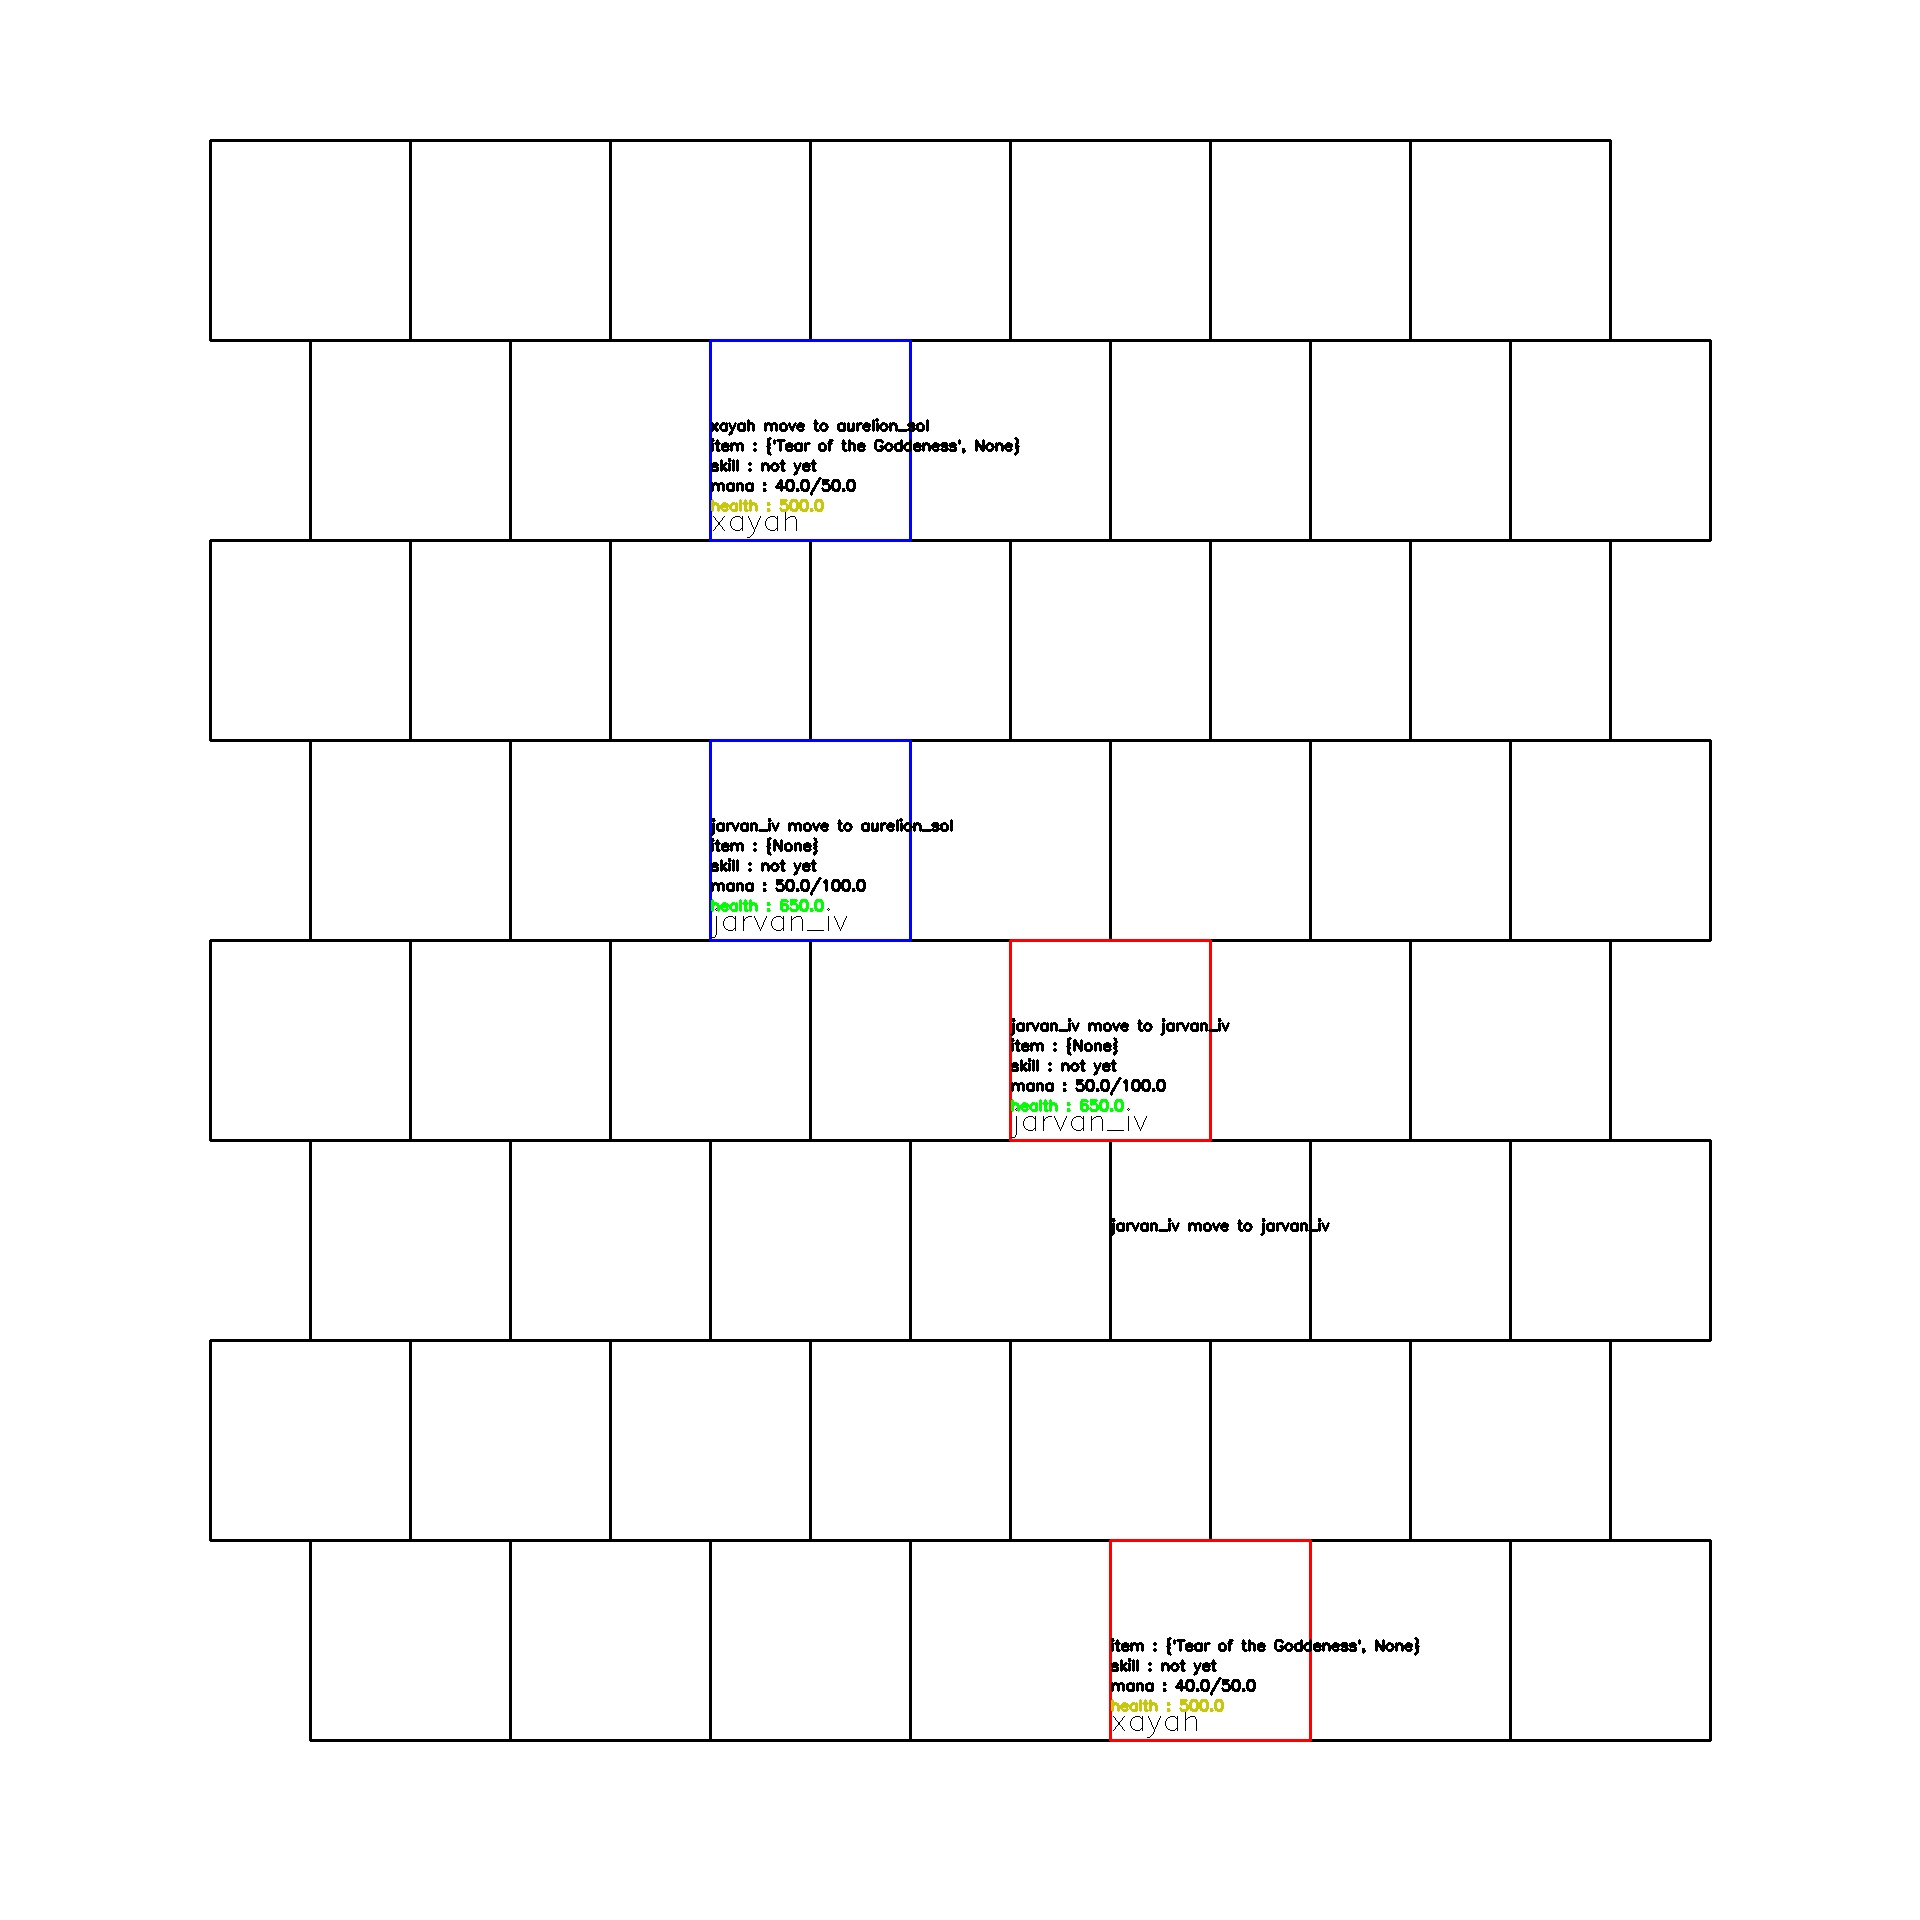 xayah move to aurelion_sol
item : {'Tear of the Goddeness', None}
skill : not yet
mana : 40.0/50.0
health : 500.0
xayah
jarvan_iv move to aurelion_sol
item : {None}
skill : not yet
mana : 50.0/100.0
health : 650.0
jarvan_iv
jarvan_iv move to jarvan_iv
item : {None}
skill : not yet
mana : 50.0/100.0
health : 650.0
jarvan_iv
jarvan_iv move to jarvan_iv
item : {'Tear of the Goddeness', None}
skill : not yet
mana : 40.0/50.0
health : 500.0
xayah